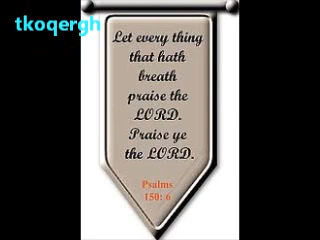 tkoqergh
Let every thing
that hath
breath
praise the
LORD.
Praise ye
the LORD.
Psalms
150: 6